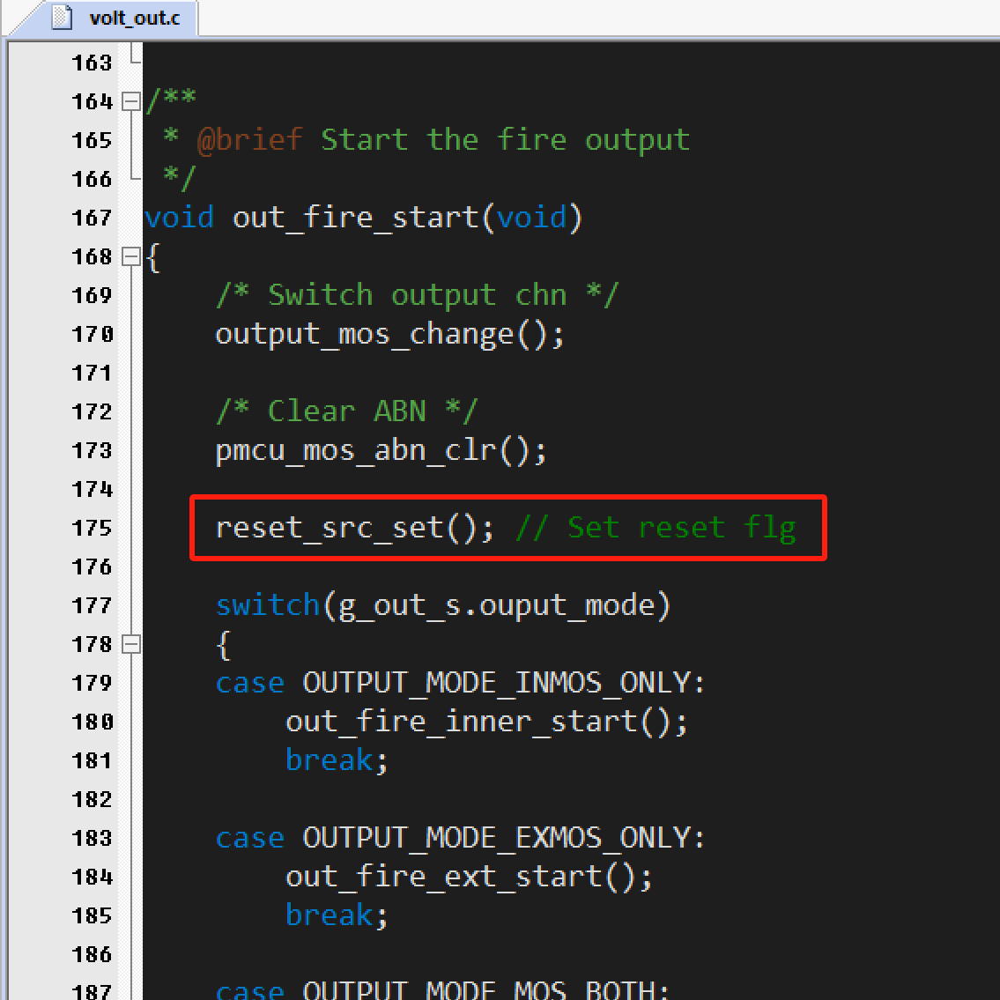 volt_out.c
163
164 /**
165 * @brief Start the fire output
166 */
167 void out_fire_start(void)
168 {
169 /* Switch output chn */
170 output_mos_change();
171
172 /* Clear ABN */
173 pmcu_mos_abn_clr();
174
175 reset_src_set(); // Set reset flg
176
177 switch(g_out_s.ouput_mode)
178 {
179 case OUTPUT_MODE_INMOS_ONLY:
180 out_fire_inner_start();
181 break;
182
183 case OUTPUT_MODE_EXMOS_ONLY:
184 out_fire_ext_start();
185 break;
186
187 case OUTPUT_MODE_MOS_BOTH: